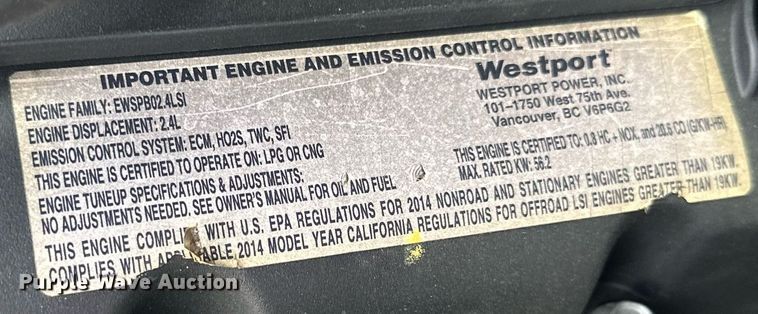 IMPORTANT ENGINE AND EMISSION CONTROL INFORMATION
ENGINE FAMILY: EWSPB02.4LSI
ENGINE DISPLACEMENT: 2.4L
EMISSION CONTROL SYSTEM: ECM, HO2S, TWC, SFI
THIS ENGINE IS CERTIFIED TO OPERATE ON: LPG OR CNG
ENGINE TUNEUP SPECIFICATIONS & ADJUSTMENTS:
NO ADJUSTMENTS NEEDED. SEE OWNER'S MANUAL FOR OIL AND FUEL
Westport
WESTPORT POWER, INC.
101-1750 West 75th Ave.
Vancouver, BC V6P6G2
THIS ENGINE IS CERTIFIED TO: 0.8 HC + NOX, and 20.6 CO (G/KW-HR)
MAX. RATED KW: 56.2
THIS ENGINE COMPLIES WITH U.S. EPA REGULATIONS FOR 2014 NONROAD AND STATIONARY ENGINES GREATER THAN 19KW.
COMPLIES WITH 2014 MODEL YEAR CALIFORNIA REGULATIONS FOR OFFROAD LSI ENGINES GREATER THAN 19KW.
Purple Wave Auction